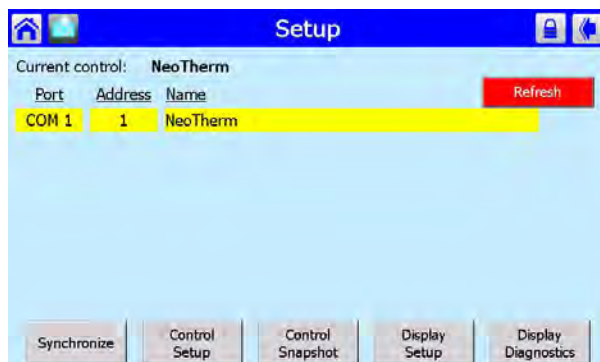 Setup
Current control: NeoTherm
Port Address Name
Refresh
COM 1 1 NeoTherm
Synchronize
Control
Setup
Control
Snapshot
Display
Setup
Display
Diagnostics